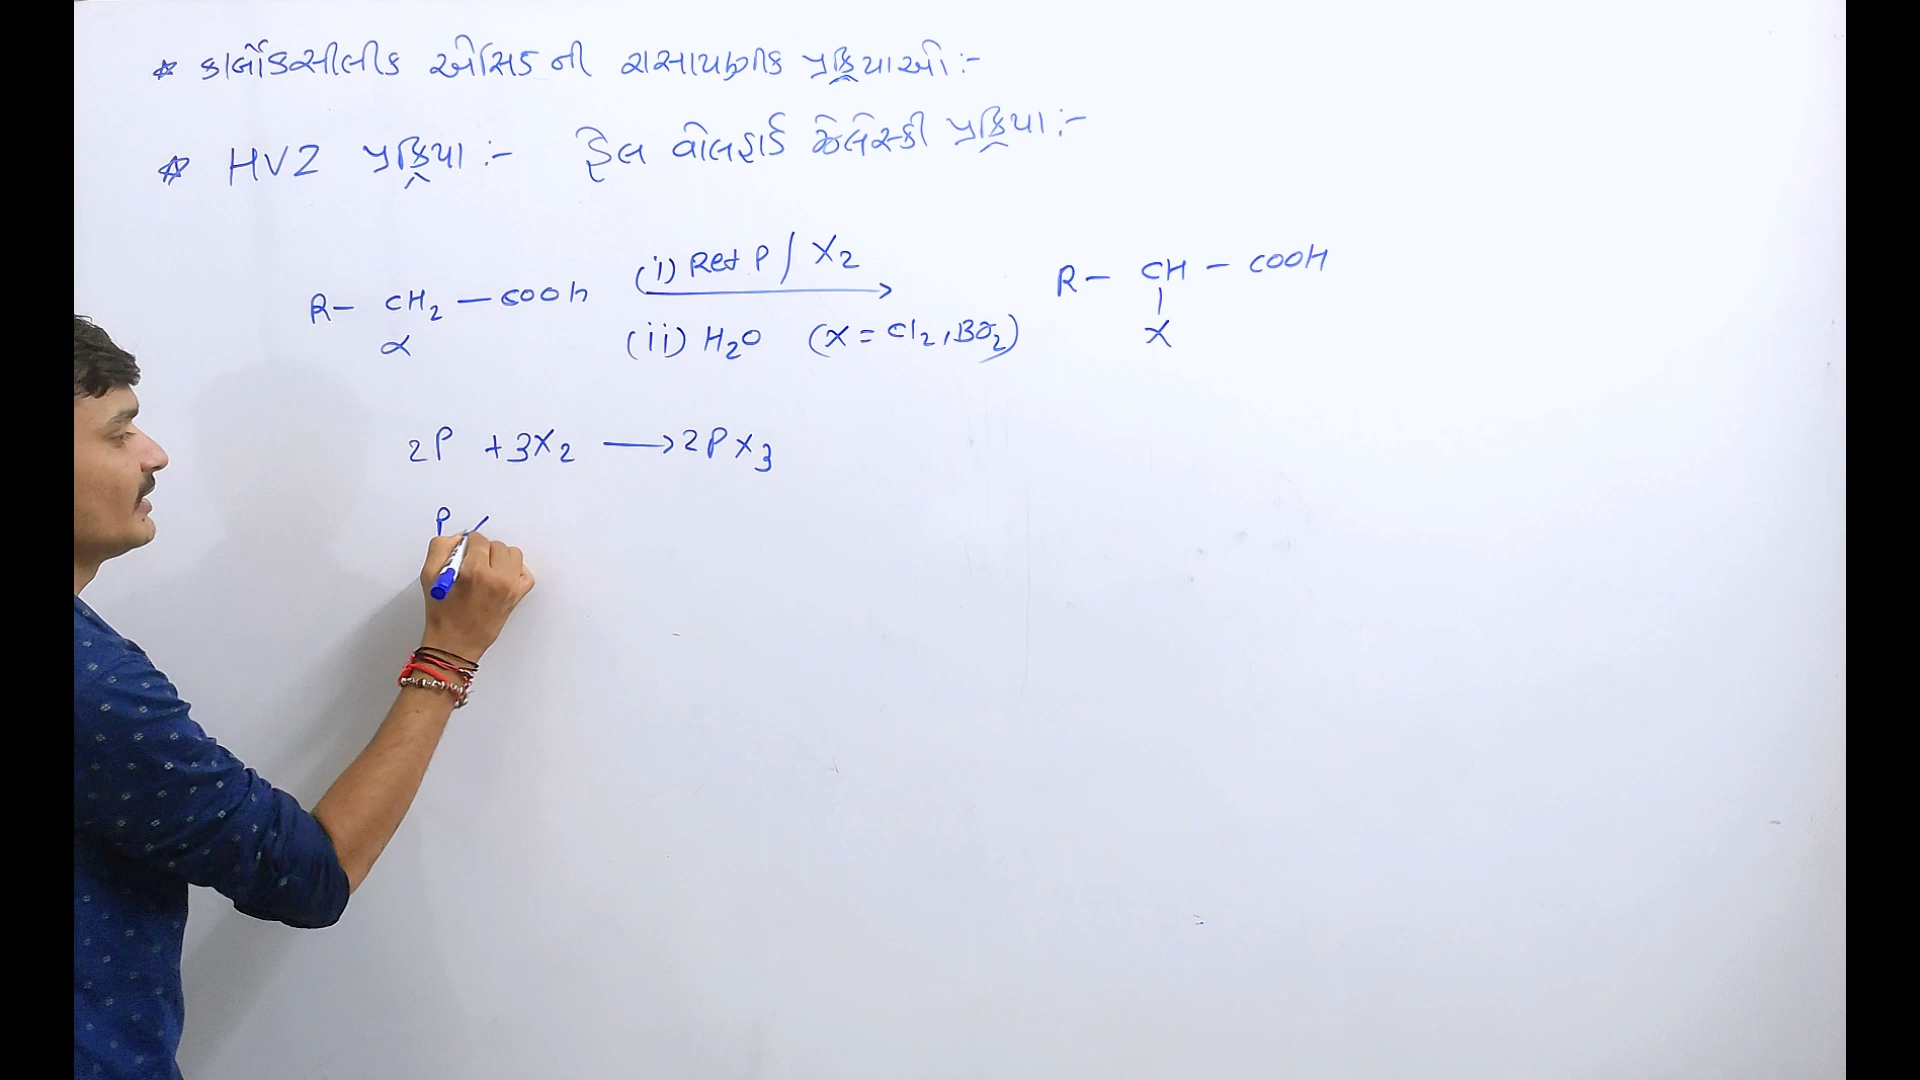 * કાર્બોક્સીલીક એસિડ ની રાસાયણીક પ્રક્રિયાઓ :-
* HVZ પ્રક્રિયા :- હેલ વોલહાર્ડ ઝેલેન્સ્કી પ્રક્રિયા :-
(i) Red P / X₂
R - CH₂ - COOH ⟶ R - CH - COOH
α (ii) H₂O (X = Cl₂, Br₂) X
2P + 3X₂ ⟶ 2PX₃
P